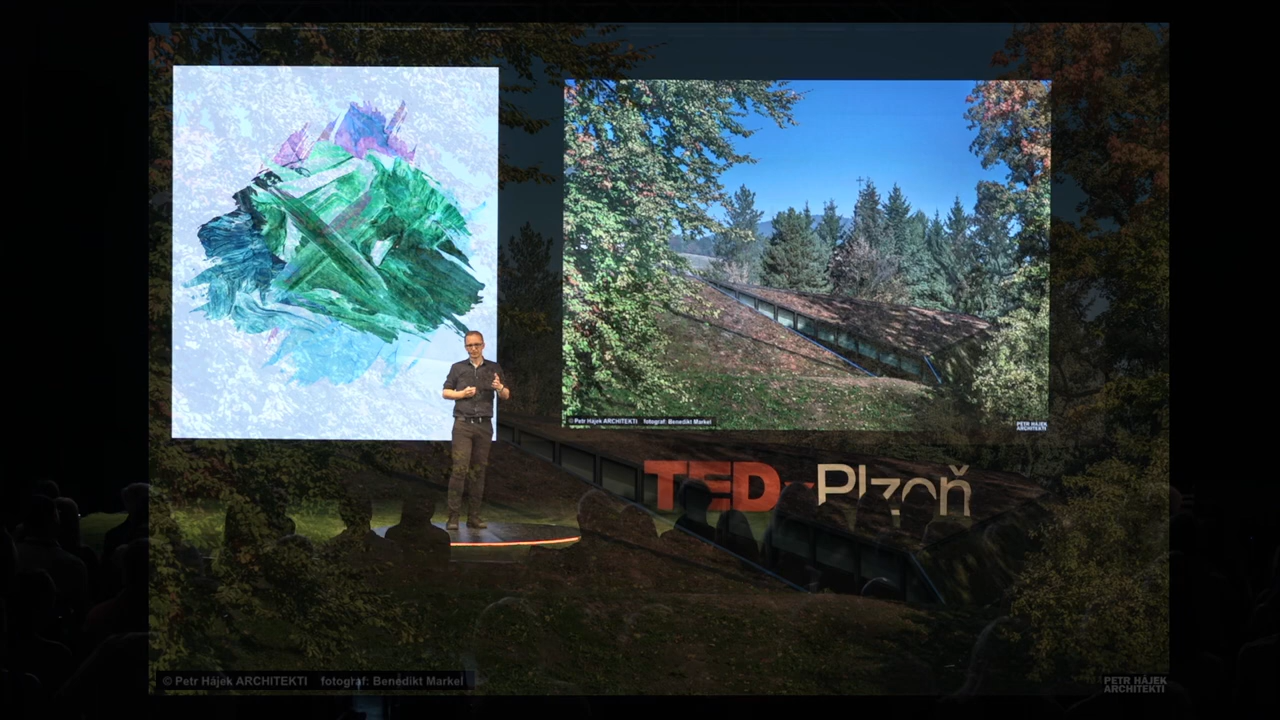 © Petr Hájek ARCHITEKTI fotograf: Benedikt Markel
PETR HÁJEK
ARCHITEKTI
TEDx Plzeň
© Petr Hájek ARCHITEKTI fotograf: Benedikt Markel
PETR HÁJEK
ARCHITEKTI